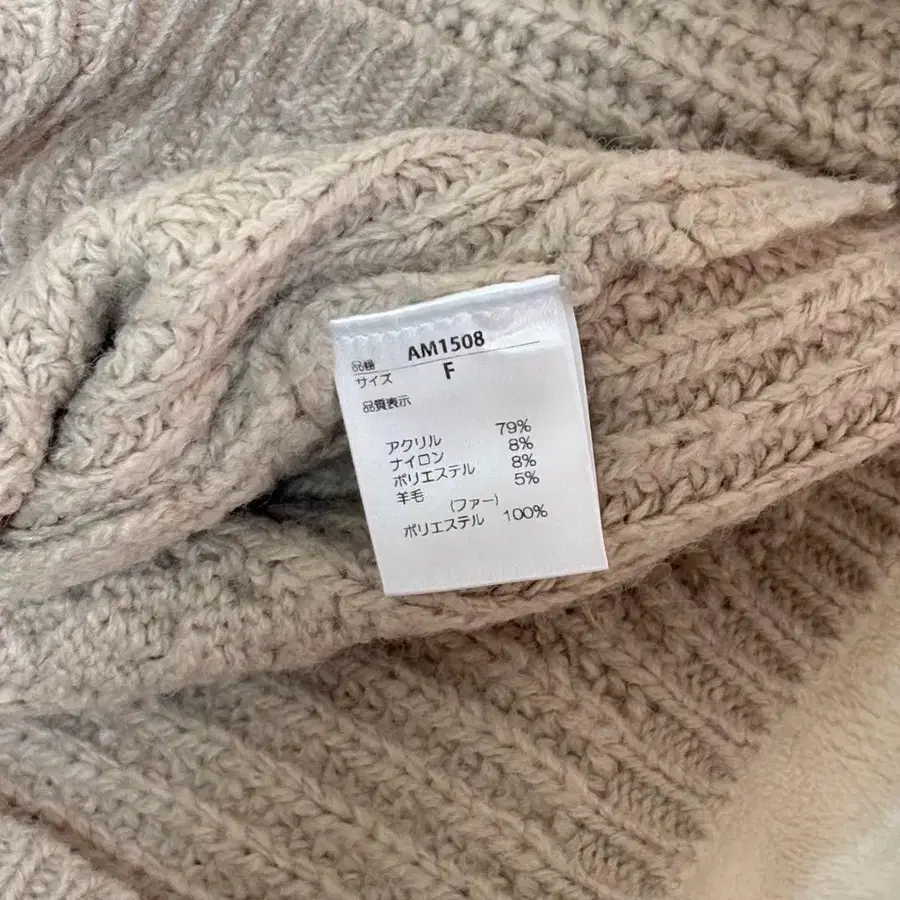 品番 AM1508
サイズ F
品質表示
アクリル 79%
ナイロン 8%
ポリエステル 8%
羊毛 5%
(ファー)
ポリエステル 100%